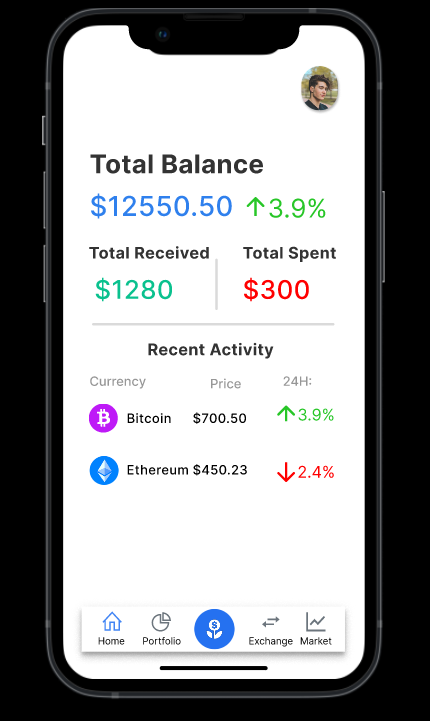 Total Balance
$12550.50 ↑3.9%
Total Received Total Spent
$1280 $300
Recent Activity
Currency Price 24H:
Bitcoin $700.50 ↑3.9%
Ethereum $450.23 ↓2.4%
Home Portfolio Exchange Market